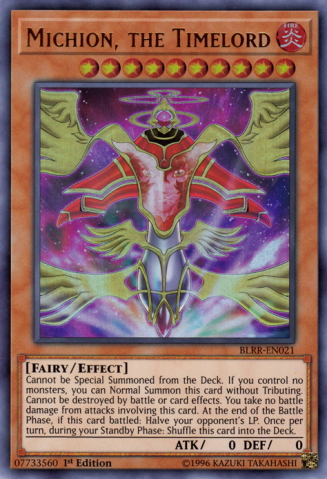 MICHION, THE TIMELORD
FIRE
炎
BLRR-EN021
[FAIRY/EFFECT]
Cannot be Special Summoned from the Deck. If you control no
monsters, you can Normal Summon this card without Tributing.
Cannot be destroyed by battle or card effects. You take no battle
damage from attacks involving this card. At the end of the Battle
Phase, if this card battled: Halve your opponent's LP. Once per
turn, during your Standby Phase: Shuffle this card into the Deck.
ATK/ 0 DEF/ 0
07733560 1st Edition ©1996 KAZUKI TAKAHASHI